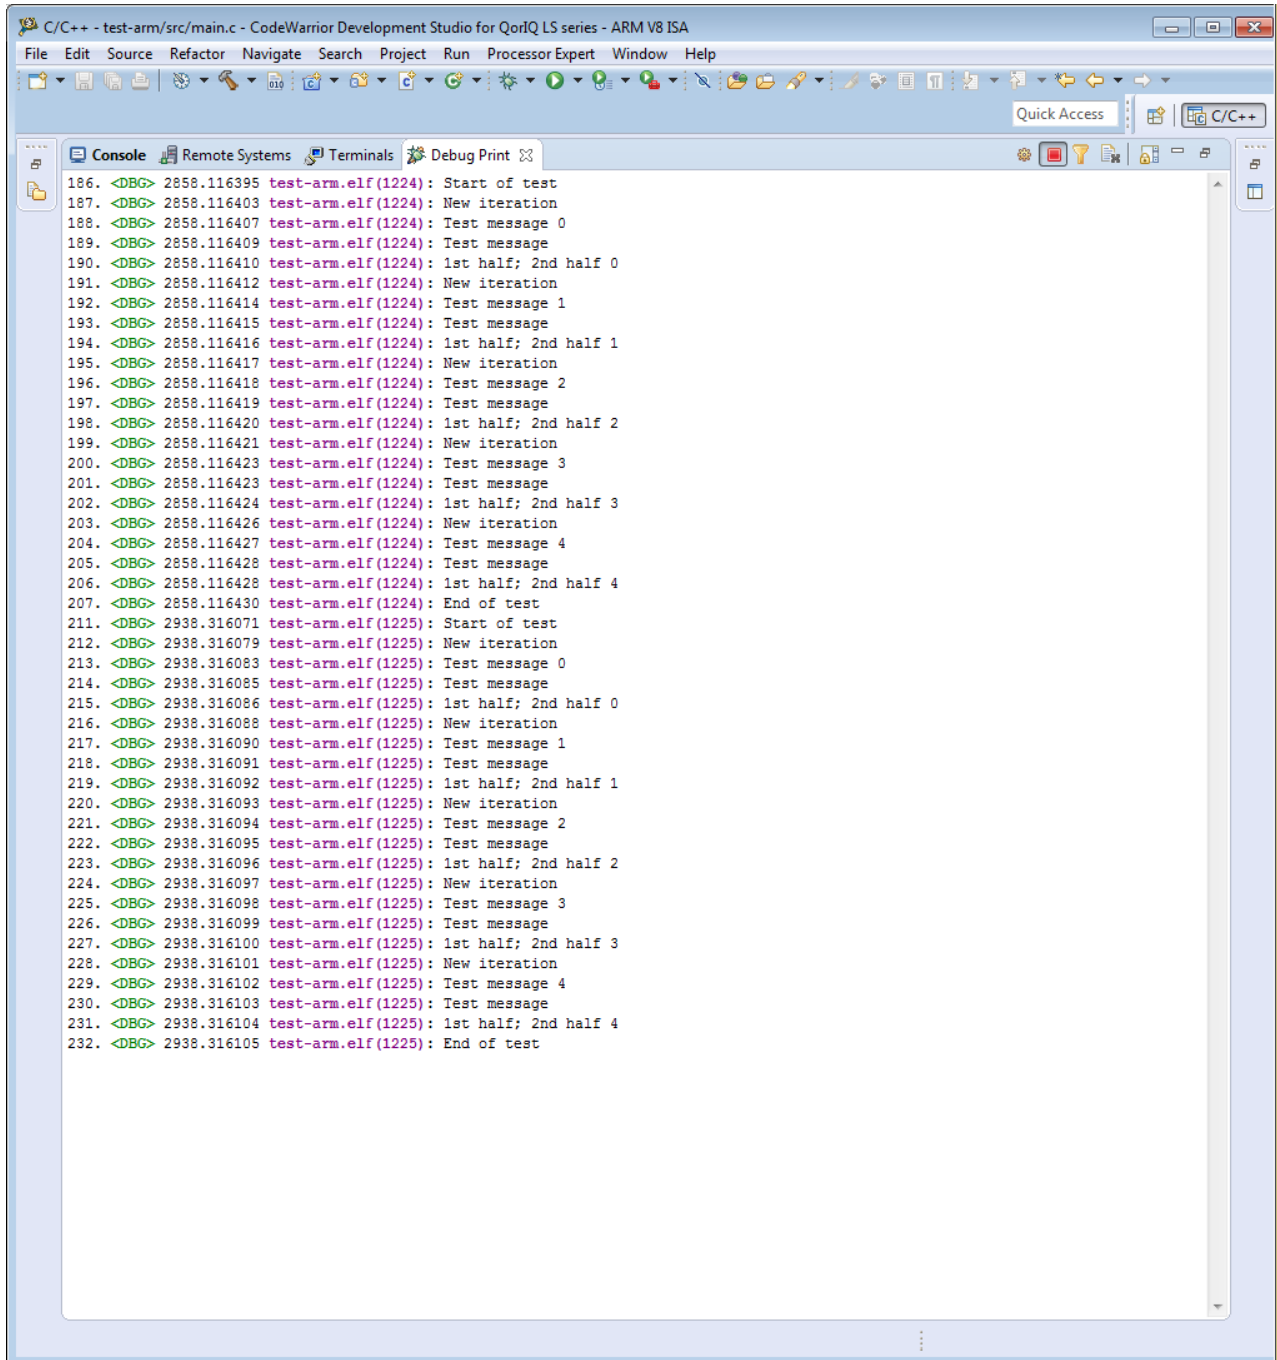 C/C++ - test-arm/src/main.c - CodeWarrior Development Studio for QorIQ LS series - ARM V8 ISA
File Edit Source Refactor Navigate Search Project Run Processor Expert Window Help
Quick Access C/C++
Console Remote Systems Terminals Debug Print
186. <DBG> 2858.116395 test-arm.elf(1224): Start of test
187. <DBG> 2858.116403 test-arm.elf(1224): New iteration
188. <DBG> 2858.116407 test-arm.elf(1224): Test message 0
189. <DBG> 2858.116409 test-arm.elf(1224): Test message
190. <DBG> 2858.116410 test-arm.elf(1224): 1st half; 2nd half 0
191. <DBG> 2858.116412 test-arm.elf(1224): New iteration
192. <DBG> 2858.116414 test-arm.elf(1224): Test message 1
193. <DBG> 2858.116415 test-arm.elf(1224): Test message
194. <DBG> 2858.116416 test-arm.elf(1224): 1st half; 2nd half 1
195. <DBG> 2858.116417 test-arm.elf(1224): New iteration
196. <DBG> 2858.116418 test-arm.elf(1224): Test message 2
197. <DBG> 2858.116419 test-arm.elf(1224): Test message
198. <DBG> 2858.116420 test-arm.elf(1224): 1st half; 2nd half 2
199. <DBG> 2858.116421 test-arm.elf(1224): New iteration
200. <DBG> 2858.116423 test-arm.elf(1224): Test message 3
201. <DBG> 2858.116423 test-arm.elf(1224): Test message
202. <DBG> 2858.116424 test-arm.elf(1224): 1st half; 2nd half 3
203. <DBG> 2858.116426 test-arm.elf(1224): New iteration
204. <DBG> 2858.116427 test-arm.elf(1224): Test message 4
205. <DBG> 2858.116428 test-arm.elf(1224): Test message
206. <DBG> 2858.116428 test-arm.elf(1224): 1st half; 2nd half 4
207. <DBG> 2858.116430 test-arm.elf(1224): End of test
211. <DBG> 2938.316071 test-arm.elf(1225): Start of test
212. <DBG> 2938.316079 test-arm.elf(1225): New iteration
213. <DBG> 2938.316083 test-arm.elf(1225): Test message 0
214. <DBG> 2938.316085 test-arm.elf(1225): Test message
215. <DBG> 2938.316086 test-arm.elf(1225): 1st half; 2nd half 0
216. <DBG> 2938.316088 test-arm.elf(1225): New iteration
217. <DBG> 2938.316090 test-arm.elf(1225): Test message 1
218. <DBG> 2938.316091 test-arm.elf(1225): Test message
219. <DBG> 2938.316092 test-arm.elf(1225): 1st half; 2nd half 1
220. <DBG> 2938.316093 test-arm.elf(1225): New iteration
221. <DBG> 2938.316094 test-arm.elf(1225): Test message 2
222. <DBG> 2938.316095 test-arm.elf(1225): Test message
223. <DBG> 2938.316096 test-arm.elf(1225): 1st half; 2nd half 2
224. <DBG> 2938.316097 test-arm.elf(1225): New iteration
225. <DBG> 2938.316098 test-arm.elf(1225): Test message 3
226. <DBG> 2938.316099 test-arm.elf(1225): Test message
227. <DBG> 2938.316100 test-arm.elf(1225): 1st half; 2nd half 3
228. <DBG> 2938.316101 test-arm.elf(1225): New iteration
229. <DBG> 2938.316102 test-arm.elf(1225): Test message 4
230. <DBG> 2938.316103 test-arm.elf(1225): Test message
231. <DBG> 2938.316104 test-arm.elf(1225): 1st half; 2nd half 4
232. <DBG> 2938.316105 test-arm.elf(1225): End of test